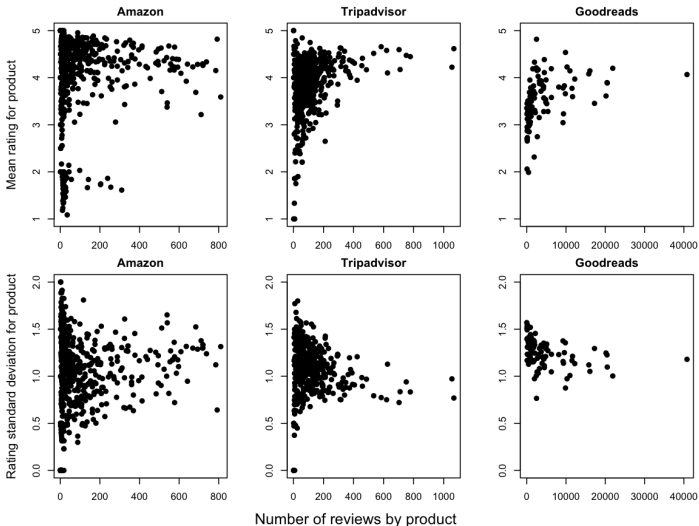 Amazon Tripadvisor Goodreads
Mean rating for product
5
4
3
2
1
0 200 400 600 800
5
4
3
2
1
0 200 400 600 800 1000
5
4
3
2
1
0 10000 20000 30000 40000
Amazon Tripadvisor Goodreads
Rating standard deviation for product
2.0
1.5
1.0
0.5
0.0
0 200 400 600 800
2.0
1.5
1.0
0.5
0.0
0 200 400 600 800 1000
2.0
1.5
1.0
0.5
0.0
0 10000 20000 30000 40000
Number of reviews by product